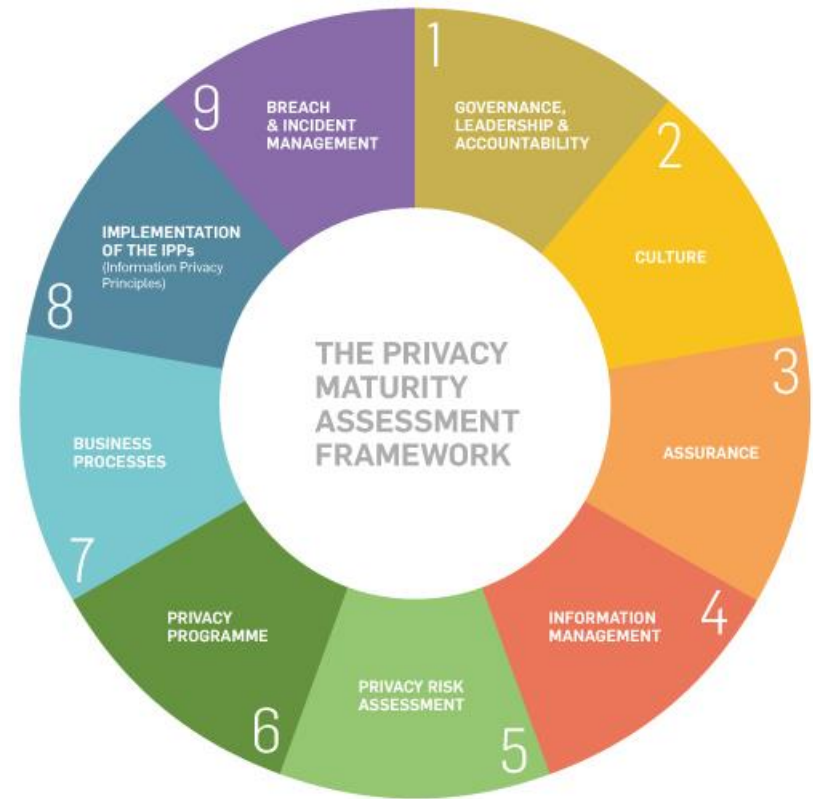 1
GOVERNANCE,
LEADERSHIP &
ACCOUNTABILITY
2
CULTURE
3
ASSURANCE
4
INFORMATION
MANAGEMENT
5
PRIVACY RISK
ASSESSMENT
6
PRIVACY
PROGRAMME
7
BUSINESS
PROCESSES
8
IMPLEMENTATION
OF THE IPPs
(Information Privacy
Principles)
9
BREACH
& INCIDENT
MANAGEMENT
THE PRIVACY
MATURITY
ASSESSMENT
FRAMEWORK